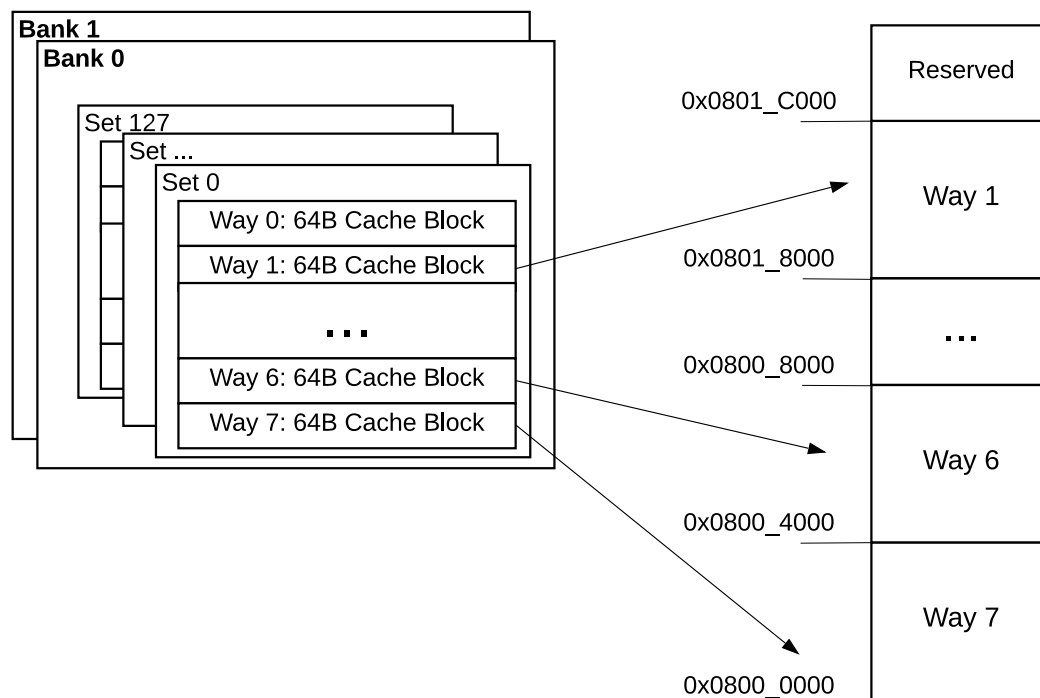 Bank 1
Bank 0
Set 127
Set ...
Set 0
Way 0: 64B Cache Block
Way 1: 64B Cache Block
...
Way 6: 64B Cache Block
Way 7: 64B Cache Block
Reserved
0x0801_C000
Way 1
0x0801_8000
...
0x0800_8000
Way 6
0x0800_4000
Way 7
0x0800_0000